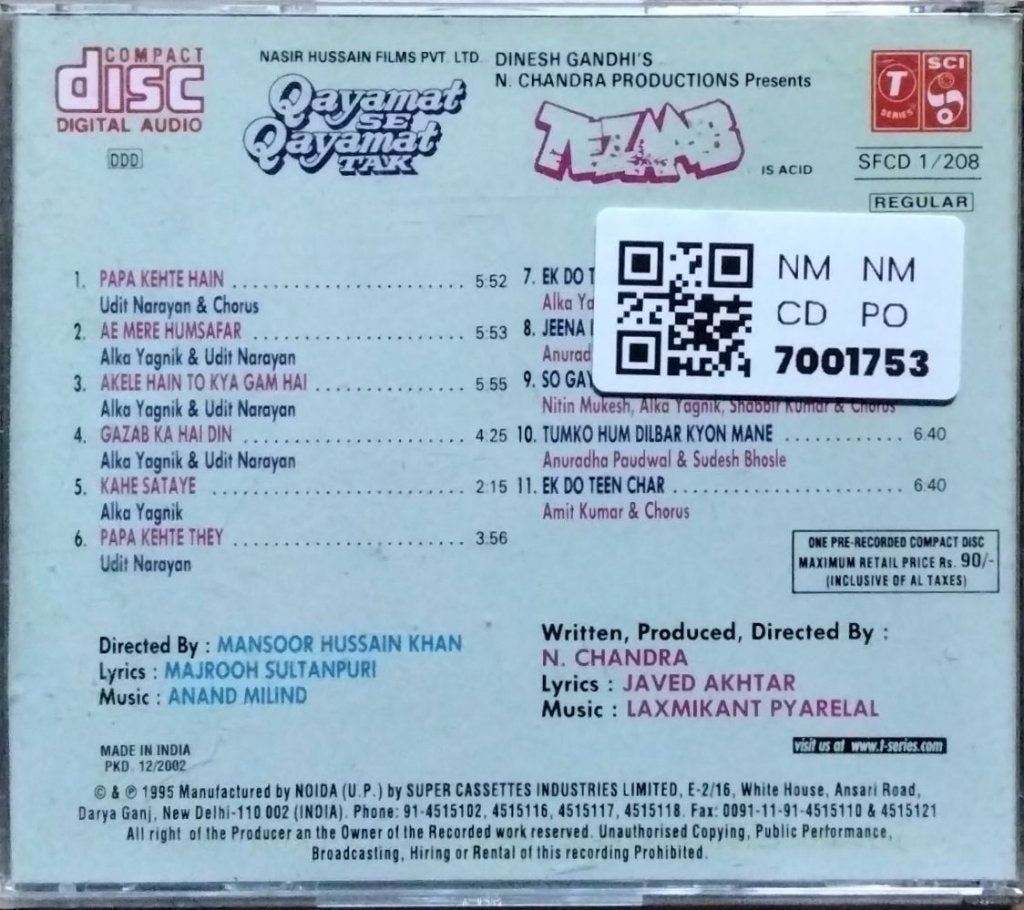 COMPACT
disc
DIGITAL AUDIO
DDD
NASIR HUSSAIN FILMS PVT. LTD.
Qayamat
SE
Qayamat
TAK
DINESH GANDHI'S
N. CHANDRA PRODUCTIONS Presents
TEZAAB
IS ACID
T
SERIES
SCI
SFCD 1/208
REGULAR
NM NM
CD PO
7001753
1. PAPA KEHTE HAIN 5:52
Udit Narayan & Chorus
2. AE MERE HUMSAFAR 5:53
Alka Yagnik & Udit Narayan
3. AKELE HAIN TO KYA GAM HAI 5.55
Alka Yagnik & Udit Narayan
4. GAZAB KA HAI DIN 4:25
Alka Yagnik & Udit Narayan
5. KAHE SATAYE 2:15
Alka Yagnik
6. PAPA KEHTE THEY 3:56
Udit Narayan
7. EK DO
Alka
8. JEENA
Anurad
9. SO GAY
Nitin Mukesh, Alka Yagnik, Shabbir Kumar & Chorus
10. TUMKO HUM DILBAR KYON MANE 6:40
Anuradha Paudwal & Sudesh Bhosle
11. EK DO TEEN CHAR 6:40
Amit Kumar & Chorus
ONE PRE-RECORDED COMPACT DISC
MAXIMUM RETAIL PRICE Rs. 90/-
(INCLUSIVE OF AL TAXES)
Directed By : MANSOOR HUSSAIN KHAN
Lyrics : MAJROOH SULTANPURI
Music : ANAND MILIND
Written, Produced, Directed By :
N. CHANDRA
Lyrics : JAVED AKHTAR
Music : LAXMIKANT PYARELAL
visit us at www.t-series.com
MADE IN INDIA
PKD. 12/2002
© & ℗ 1995 Manufactured by NOIDA (U.P.) by SUPER CASSETTES INDUSTRIES LIMITED, E-2/16, White House, Ansari Road,
Darya Ganj, New Delhi-110 002 (INDIA). Phone: 91-4515102, 4515116, 4515117, 4515118. Fax: 0091-11-91-4515110 & 4515121
All right of the Producer an the Owner of the Recorded work reserved. Unauthorised Copying, Public Performance,
Broadcasting, Hiring or Rental of this recording Prohibited.